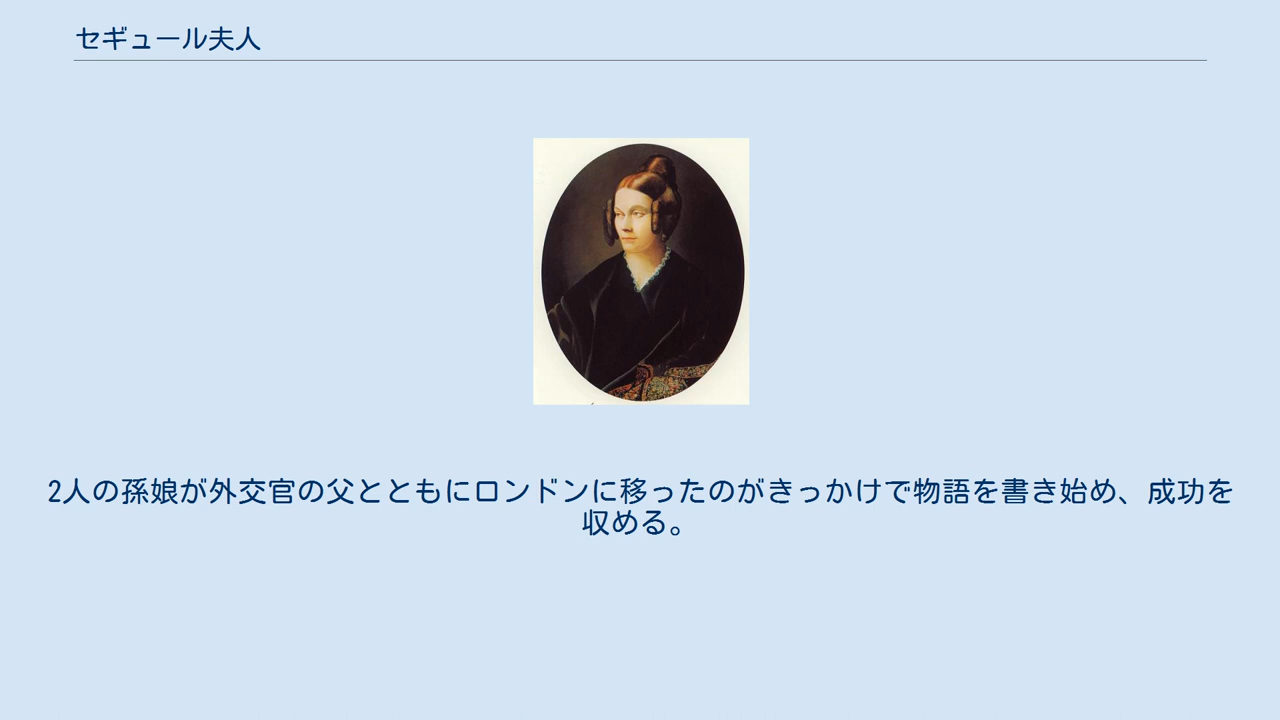 セギュール夫人
2人の孫娘が外交官の父とともにロンドンに移ったのがきっかけで物語を書き始め、成功を
収める。